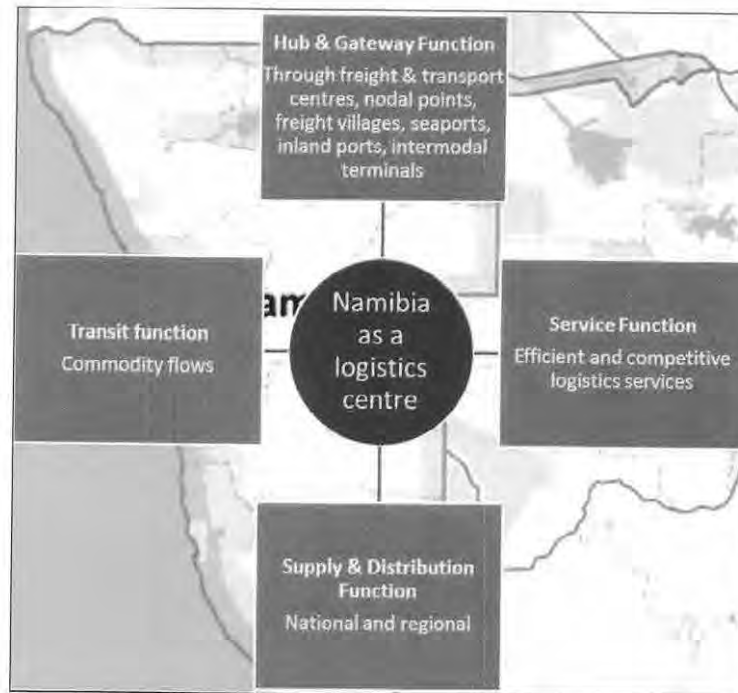 Hub & Gateway Function
Through freight & transport
centres, nodal points,
freight villages, seaports,
inland ports, intermodal
terminals
Transit function
Commodity flows
am
Namibia
as a
logistics
centre
Service Function
Efficient and competitive
logistics services
Supply & Distribution
Function
National and regional